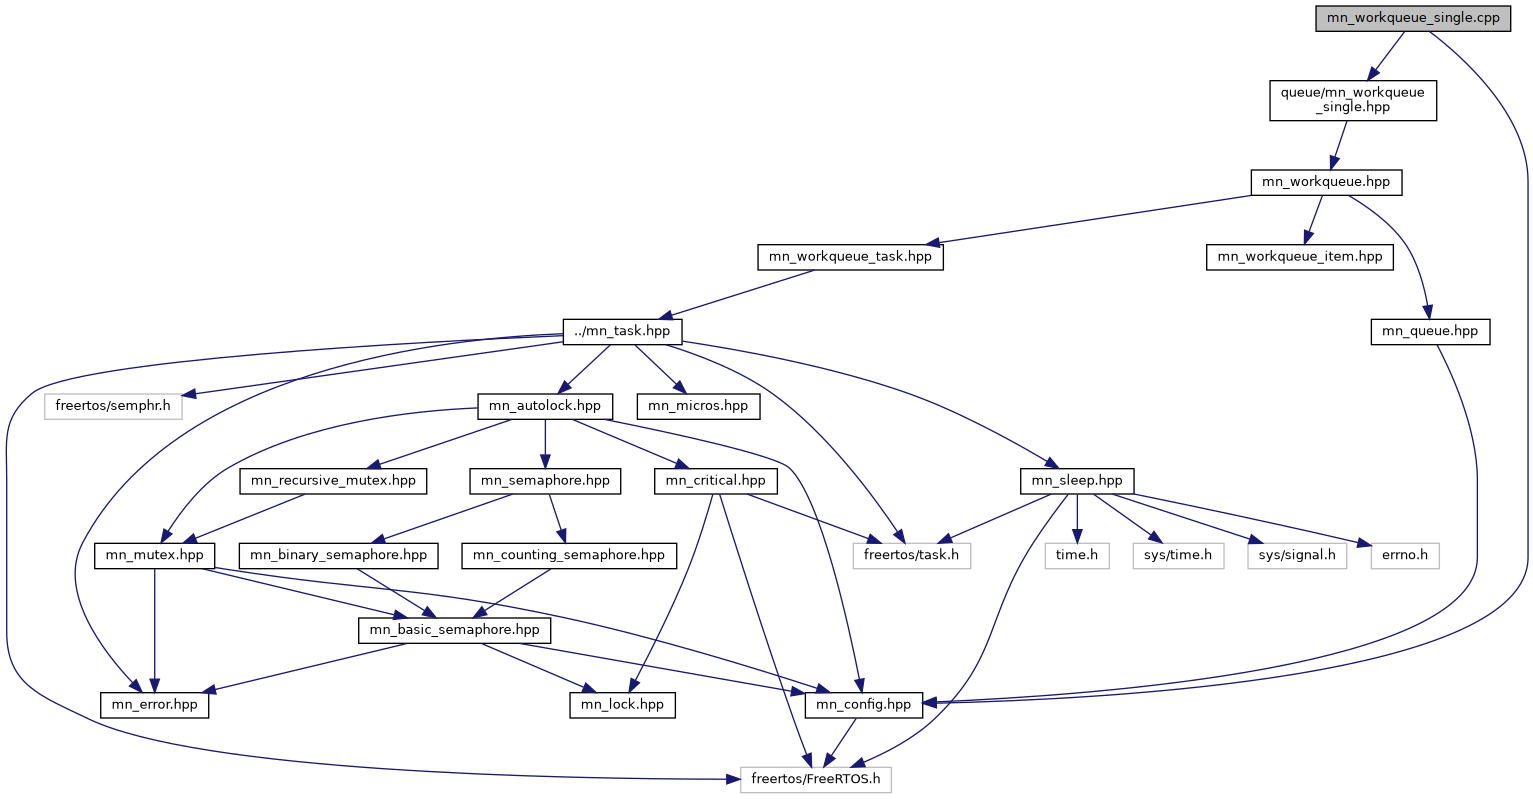 mn_workqueue_single.cpp
queue/mn_workqueue
_single.hpp
mn_workqueue.hpp
mn_workqueue_task.hpp
mn_workqueue_item.hpp
../mn_task.hpp
mn_queue.hpp
freertos/semphr.h
mn_autolock.hpp
mn_micros.hpp
mn_recursive_mutex.hpp
mn_semaphore.hpp
mn_critical.hpp
mn_sleep.hpp
mn_mutex.hpp
mn_binary_semaphore.hpp
mn_counting_semaphore.hpp
freertos/task.h
time.h
sys/time.h
sys/signal.h
errno.h
mn_basic_semaphore.hpp
mn_error.hpp
mn_lock.hpp
mn_config.hpp
freertos/FreeRTOS.h